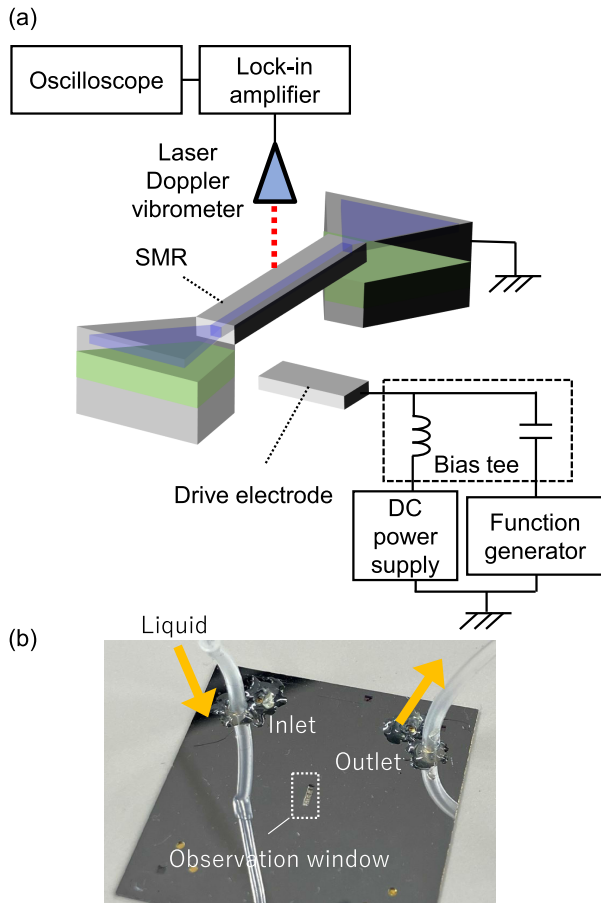 (a)
Oscilloscope
Lock-in
amplifier
Laser
Doppler
vibrometer
SMR
Drive electrode
Bias tee
DC
power
supply
Function
generator
(b)
Liquid
Inlet
Outlet
Observation window